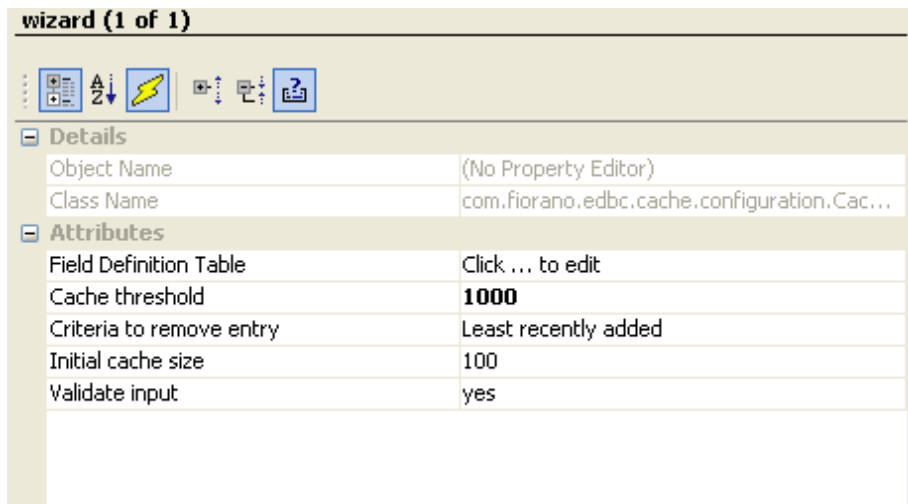 wizard (1 of 1)
Details
Object Name (No Property Editor)
Class Name com.fiorano.edbc.cache.configuration.Cac...
Attributes
Field Definition Table Click ... to edit
Cache threshold 1000
Criteria to remove entry Least recently added
Initial cache size 100
Validate input yes